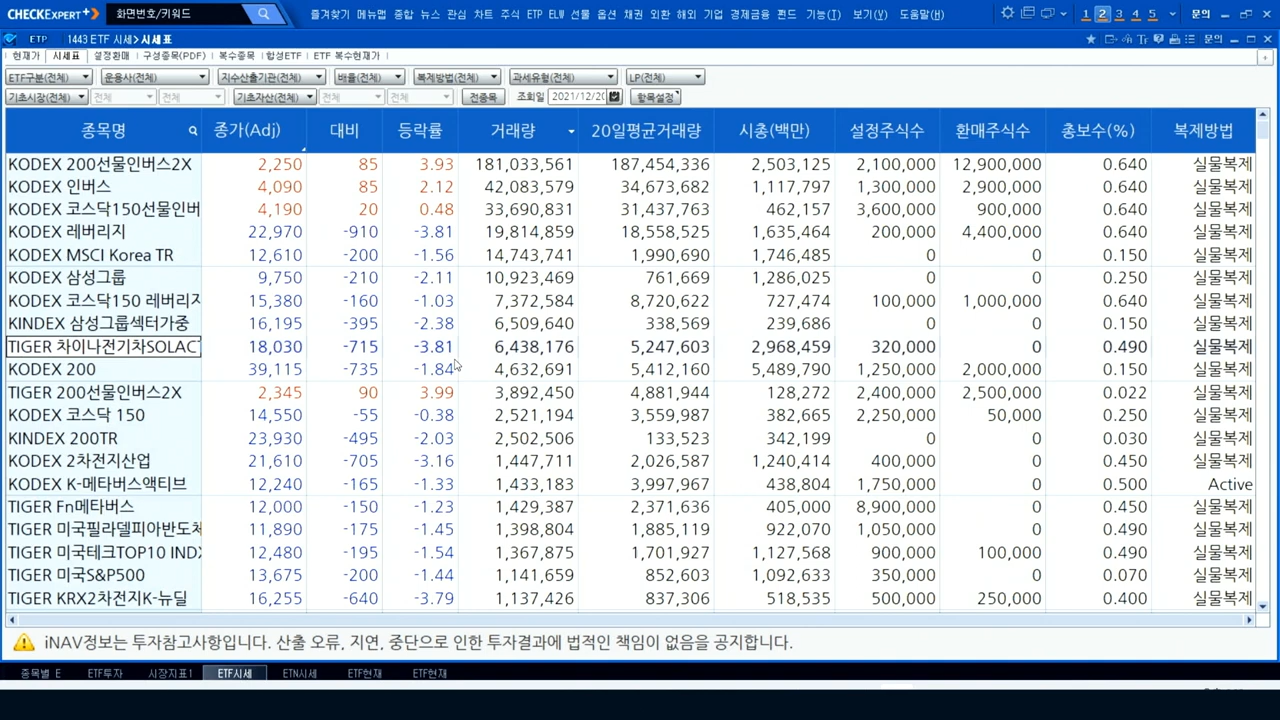 CHECKExpert+ 화면번호/키워드 즐겨찾기 메뉴맵 종합 뉴스 관심 차트 주식 ETP ELW 선물 옵션 채권 외환 해외 기업 경제금융 펀드 기능(T) 보기(V) 도움말(H) 1 2 3 4 5 문의
ETP 1443 ETF 시세>시세표 문의
현재가 시세표 설정환매 구성종목(PDF) 복수종목 합성ETF ETF 복수현재가
ETF구분(전체) 운용사(전체) 지수산출기관(전체) 배율(전체) 복제방법(전체) 과세유형(전체) LP(전체)
기초시장(전체) 전체 전체 기초자산(전체) 전체 전체 전종목 조회일 2021/12/20 항목설정
종목명 종가(Adj) 대비 등락률 거래량 20일평균거래량 시총(백만) 설정주식수 환매주식수 총보수(%) 복제방법
KODEX 200선물인버스2X 2,250 85 3.93 181,033,561 187,454,336 2,503,125 2,100,000 12,900,000 0.640 실물복제
KODEX 인버스 4,090 85 2.12 42,083,579 34,673,682 1,117,797 1,300,000 2,900,000 0.640 실물복제
KODEX 코스닥150선물인버 4,190 20 0.48 33,690,831 31,437,763 462,157 3,600,000 900,000 0.640 실물복제
KODEX 레버리지 22,970 -910 -3.81 19,814,859 18,558,525 1,635,464 200,000 4,400,000 0.640 실물복제
KODEX MSCI Korea TR 12,610 -200 -1.56 14,743,741 1,990,690 1,746,485 0 0 0.150 실물복제
KODEX 삼성그룹 9,750 -210 -2.11 10,923,469 761,669 1,286,025 0 0 0.250 실물복제
KODEX 코스닥150 레버리지 15,380 -160 -1.03 7,372,584 8,720,622 727,474 100,000 1,000,000 0.640 실물복제
KINDEX 삼성그룹섹터가중 16,195 -395 -2.38 6,509,640 338,569 239,686 0 0 0.150 실물복제
TIGER 차이나전기차SOLAC 18,030 -715 -3.81 6,438,176 5,247,603 2,968,459 320,000 0 0.490 실물복제
KODEX 200 39,115 -735 -1.84 4,632,691 5,412,160 5,489,790 1,250,000 2,000,000 0.150 실물복제
TIGER 200선물인버스2X 2,345 90 3.99 3,892,450 4,881,944 128,272 2,400,000 2,500,000 0.022 실물복제
KODEX 코스닥 150 14,550 -55 -0.38 2,521,194 3,559,987 382,665 2,250,000 50,000 0.250 실물복제
KINDEX 200TR 23,930 -495 -2.03 2,502,506 133,523 342,199 0 0 0.030 실물복제
KODEX 2차전지산업 21,610 -705 -3.16 1,447,711 2,026,587 1,240,414 400,000 0 0.450 실물복제
KODEX K-메타버스액티브 12,240 -165 -1.33 1,433,183 3,997,967 438,804 1,750,000 0 0.500 Active
TIGER Fn메타버스 12,000 -150 -1.23 1,429,387 2,371,636 405,000 8,900,000 0 0.450 실물복제
TIGER 미국필라델피아반도체 11,890 -175 -1.45 1,398,804 1,885,119 922,070 1,050,000 0 0.490 실물복제
TIGER 미국테크TOP10 INDX 12,480 -195 -1.54 1,367,875 1,701,927 1,127,568 900,000 100,000 0.490 실물복제
TIGER 미국S&P500 13,675 -200 -1.44 1,141,659 852,603 1,092,633 350,000 0 0.070 실물복제
TIGER KRX2차전지K-뉴딜 16,255 -640 -3.79 1,137,426 837,306 518,535 500,000 250,000 0.400 실물복제
iNAV정보는 투자참고사항입니다. 산출 오류, 지연, 중단으로 인한 투자결과에 법적인 책임이 없음을 공지합니다.
종목별 E ETF투자 시장지표1 ETF시세 ETN시세 ETF현재 ETF현재